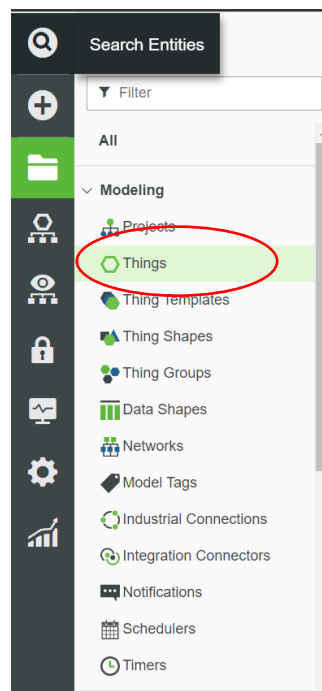 Search Entities
Filter
All
Modeling
Projects
Things
Thing Templates
Thing Shapes
Thing Groups
Data Shapes
Networks
Model Tags
Industrial Connections
Integration Connectors
Notifications
Schedulers
Timers